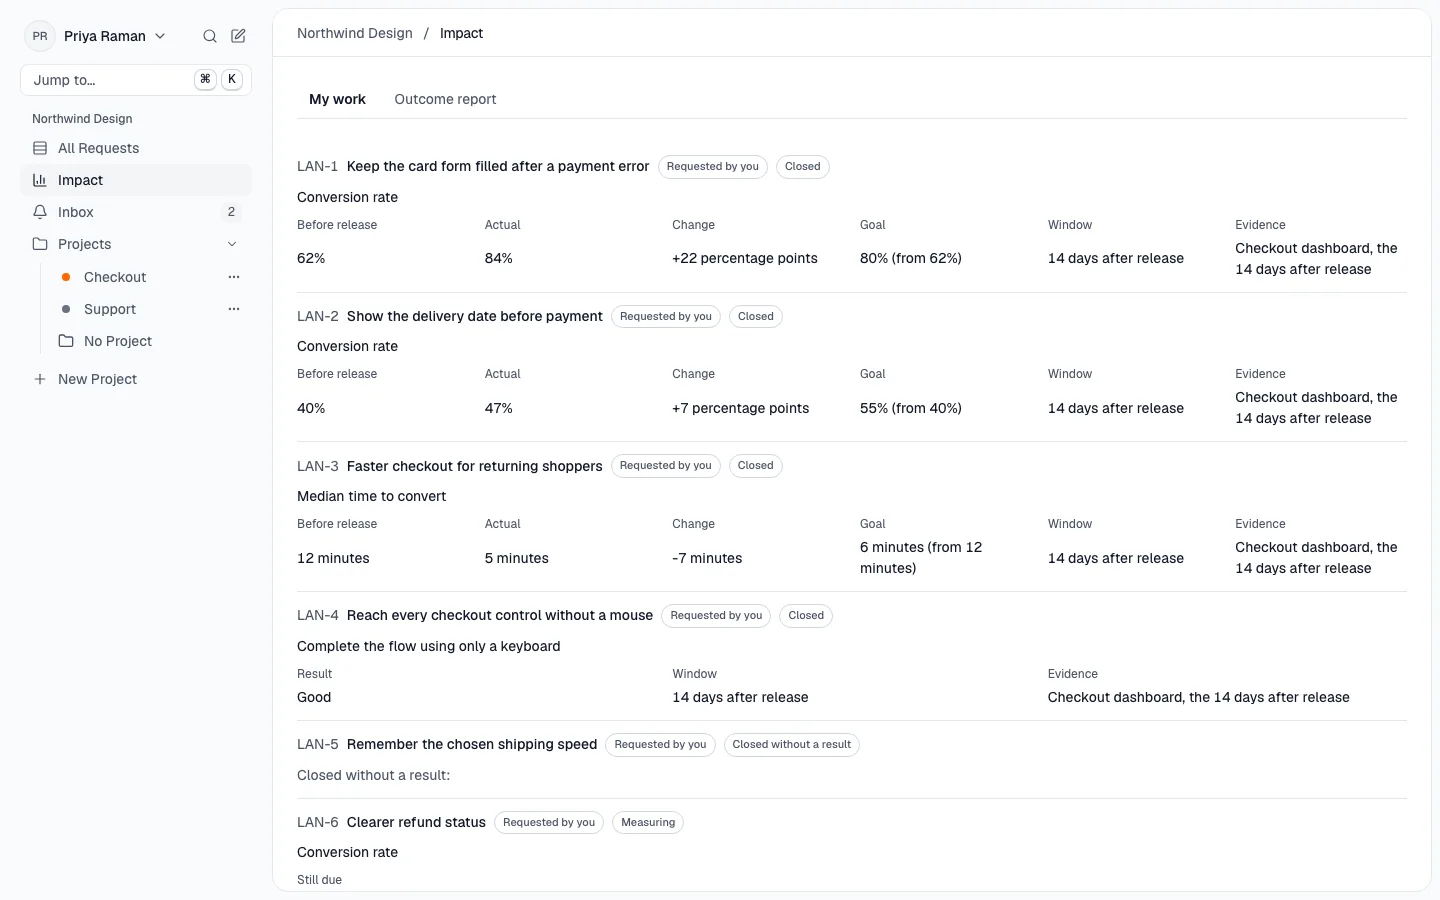 PR Priya Raman
Jump to... ⌘ K
Northwind Design
All Requests
Impact
Inbox 2
Projects
Checkout
Support
No Project
New Project
Northwind Design / Impact
My work Outcome report
LAN-1 Keep the card form filled after a payment error Requested by you Closed
Conversion rate
Before release Actual Change Goal Window Evidence
62% 84% +22 percentage points 80% (from 62%) 14 days after release Checkout dashboard, the
14 days after release
LAN-2 Show the delivery date before payment Requested by you Closed
Conversion rate
Before release Actual Change Goal Window Evidence
40% 47% +7 percentage points 55% (from 40%) 14 days after release Checkout dashboard, the
14 days after release
LAN-3 Faster checkout for returning shoppers Requested by you Closed
Median time to convert
Before release Actual Change Goal Window Evidence
12 minutes 5 minutes -7 minutes 6 minutes (from 12 14 days after release Checkout dashboard, the
minutes) 14 days after release
LAN-4 Reach every checkout control without a mouse Requested by you Closed
Complete the flow using only a keyboard
Result Window Evidence
Good 14 days after release Checkout dashboard, the 14 days after release
LAN-5 Remember the chosen shipping speed Requested by you Closed without a result
Closed without a result:
LAN-6 Clearer refund status Requested by you Measuring
Conversion rate
Still due